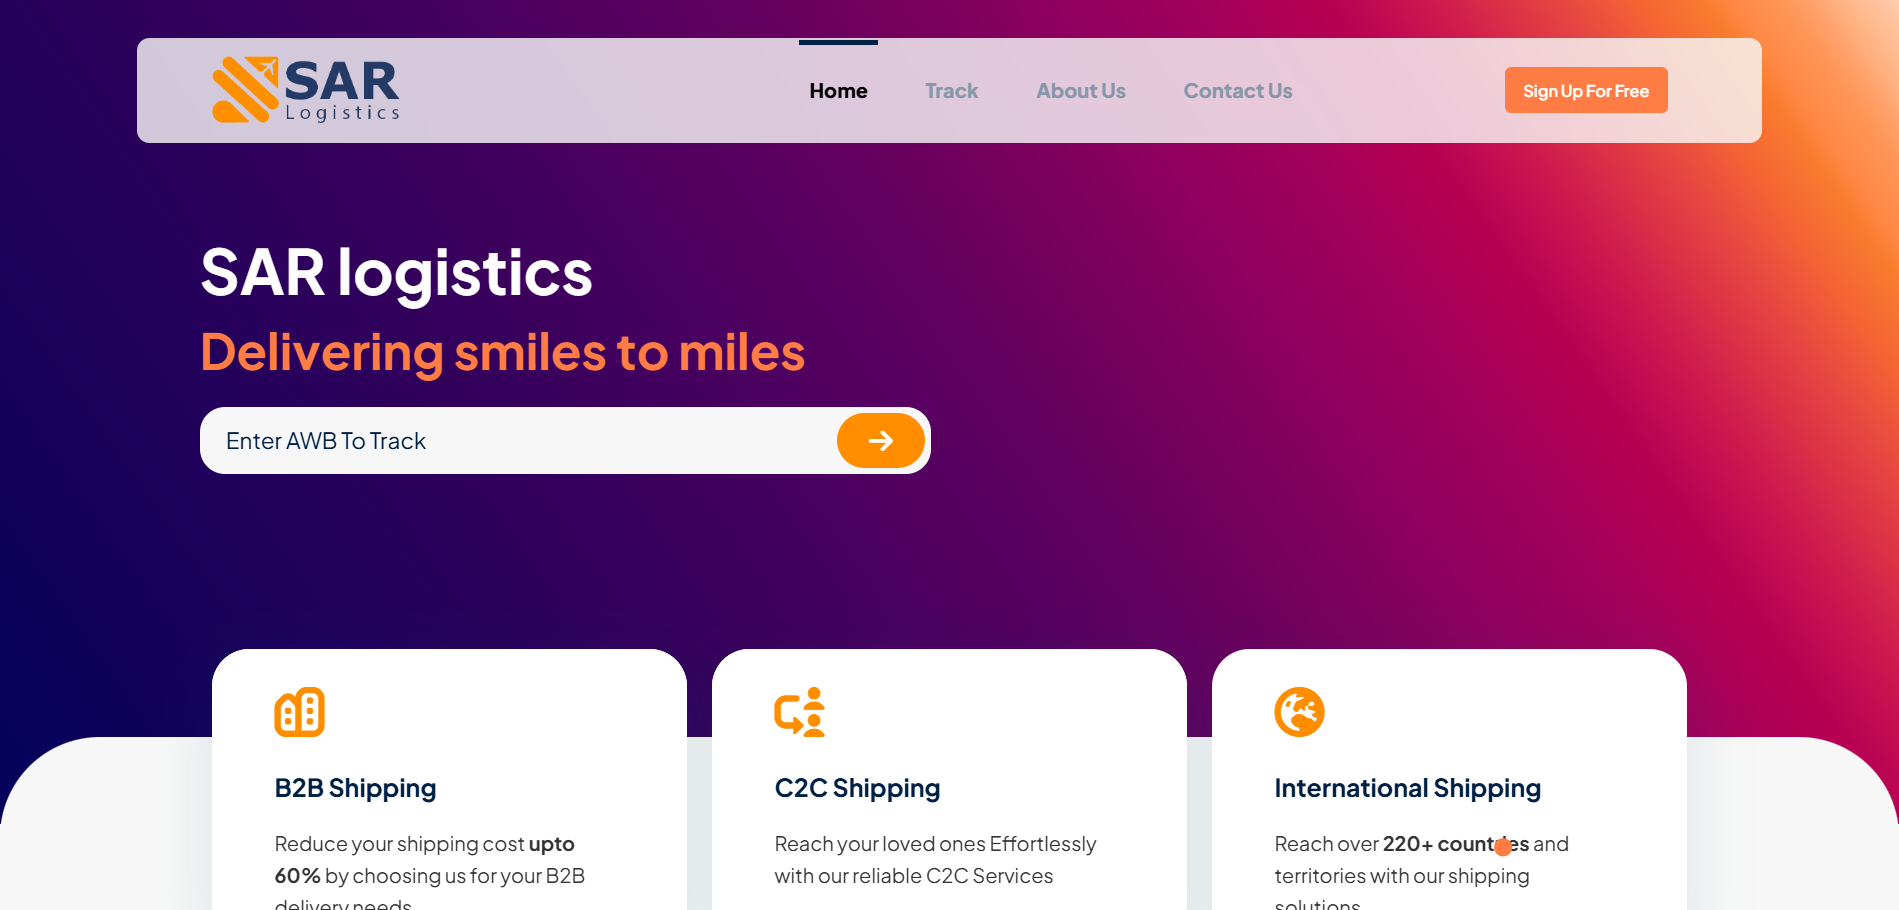 SAR
Logistics
Home
Track
About Us
Contact Us
Sign Up For Free
SAR logistics
Delivering smiles to miles
Enter AWB To Track
B2B Shipping
Reduce your shipping cost upto
60% by choosing us for your B2B
delivery needs
C2C Shipping
Reach your loved ones Effortlessly
with our reliable C2C Services
International Shipping
Reach over 220+ countries and
territories with our shipping
solutions